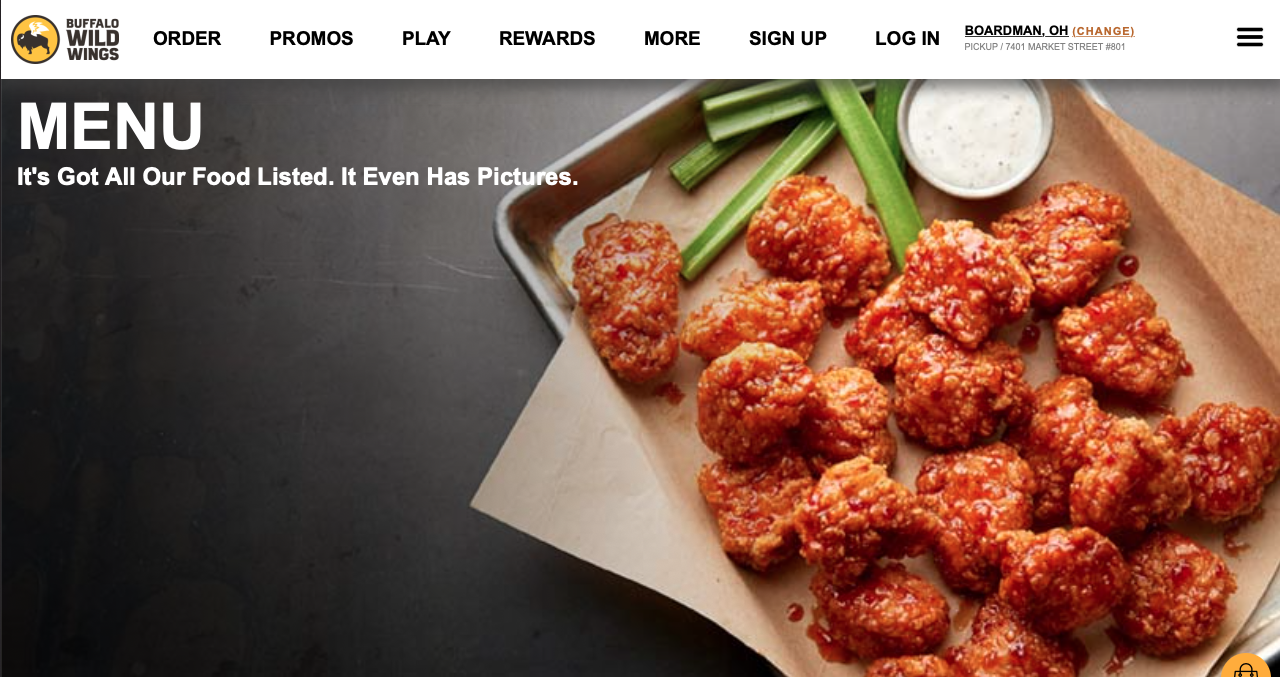 BUFFALO
WILD
WINGS
ORDER
PROMOS
PLAY
REWARDS
MORE
SIGN UP
LOG IN
BOARDMAN, OH (CHANGE)
PICKUP / 7401 MARKET STREET #801
MENU
It's Got All Our Food Listed. It Even Has Pictures.